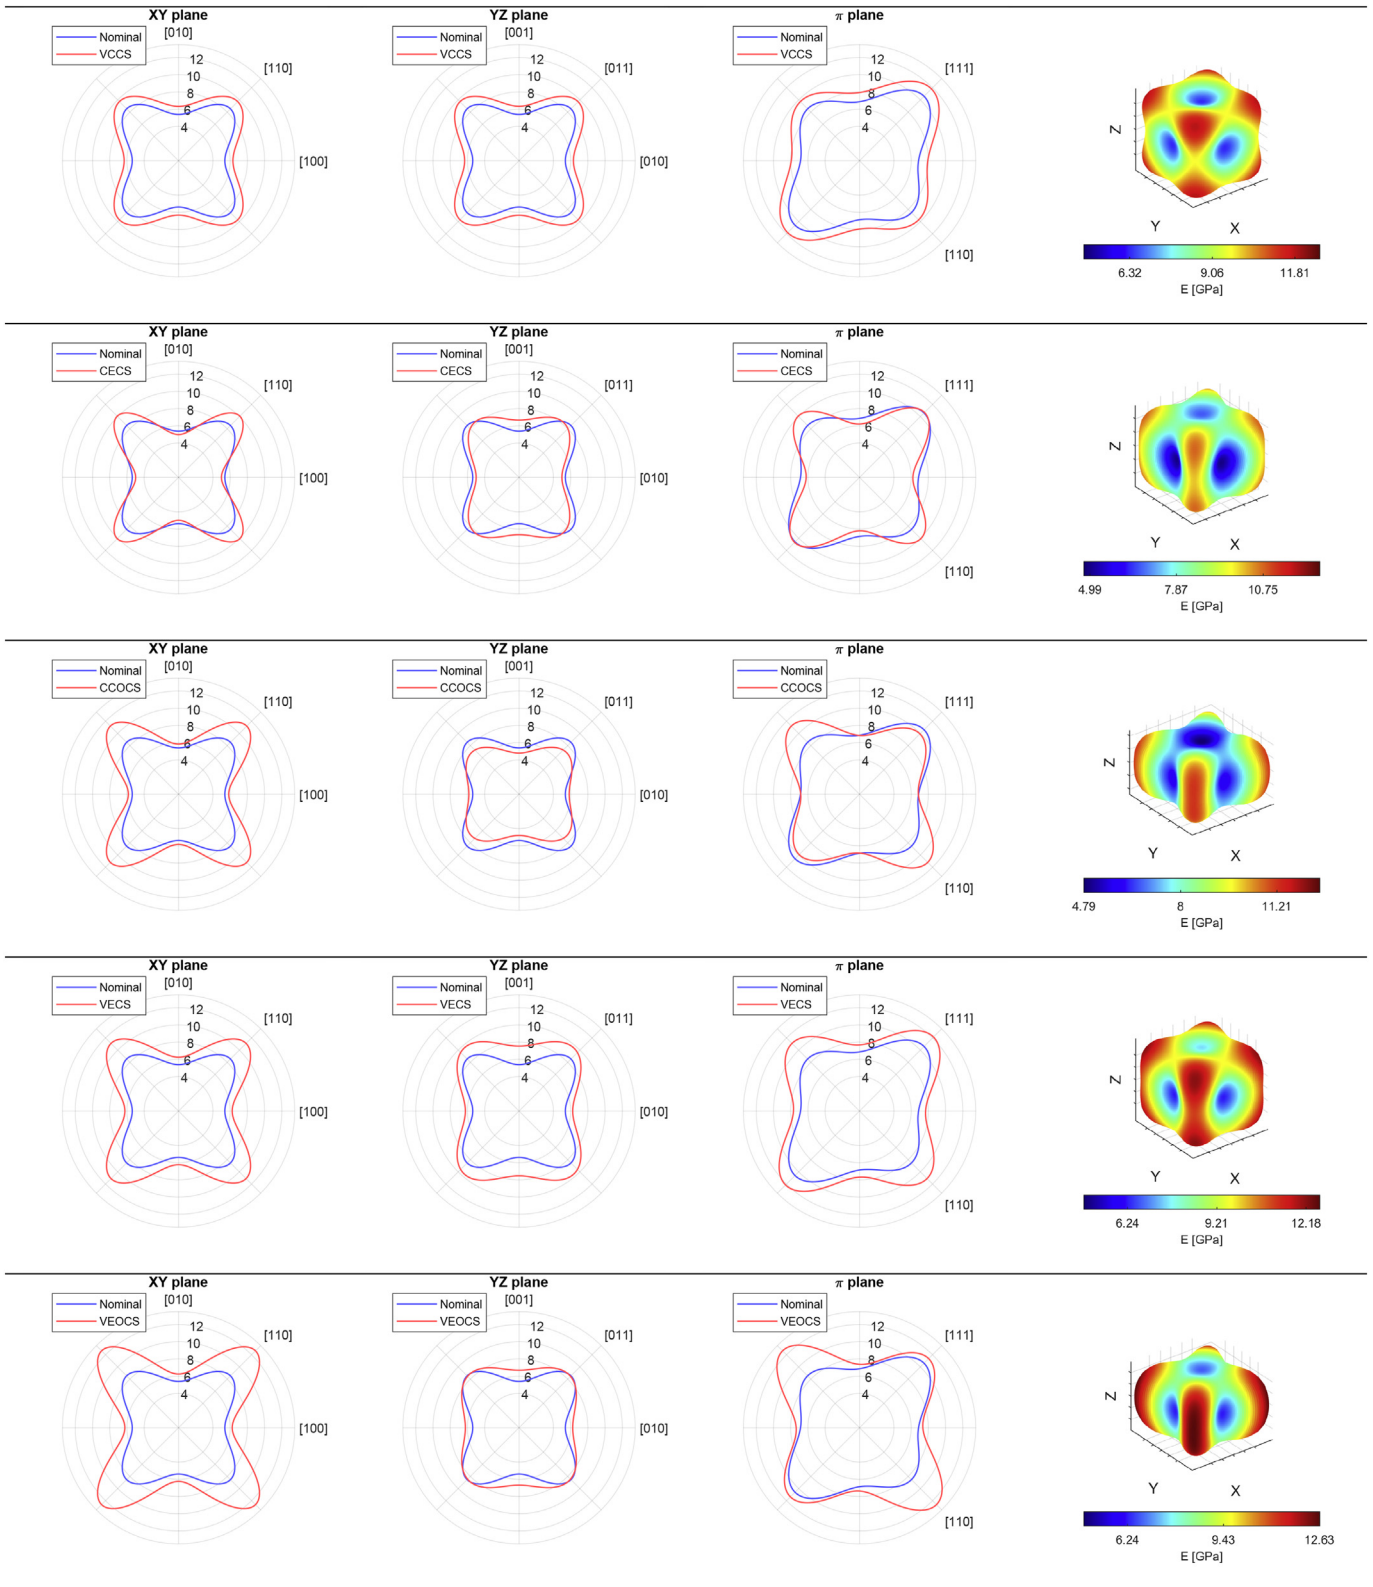 XY plane
YZ plane
π plane
[010]
[001]
Nominal
VCCS
Nominal
VCCS
Nominal
VCCS
12
10
8
6
4
12
10
8
6
4
12
10
8
6
4
[110]
[011]
[111]
[100]
[010]
[110]
Z
Y
X
6.32
9.06
11.81
E [GPa]
XY plane
YZ plane
π plane
[010]
[001]
Nominal
CECS
Nominal
CECS
Nominal
CECS
12
10
8
6
4
12
10
8
6
4
12
10
8
6
4
[110]
[011]
[111]
[100]
[010]
[110]
Z
Y
X
4.99
7.87
10.75
E [GPa]
XY plane
YZ plane
π plane
[010]
[001]
Nominal
CCOCS
Nominal
CCOCS
Nominal
CCOCS
12
10
8
6
4
12
10
8
6
4
12
10
8
6
4
[110]
[011]
[111]
[100]
[010]
[110]
Z
Y
X
4.79
8
11.21
E [GPa]
XY plane
YZ plane
π plane
[010]
[001]
Nominal
VECS
Nominal
VECS
Nominal
VECS
12
10
8
6
4
12
10
8
6
4
12
10
8
6
4
[110]
[011]
[111]
[100]
[010]
[110]
Z
Y
X
6.24
9.21
12.18
E [GPa]
XY plane
YZ plane
π plane
[010]
[001]
Nominal
VEOCS
Nominal
VEOCS
Nominal
VEOCS
12
10
8
6
4
12
10
8
6
4
12
10
8
6
4
[110]
[011]
[111]
[100]
[010]
[110]
Z
Y
X
6.24
9.43
12.63
E [GPa]